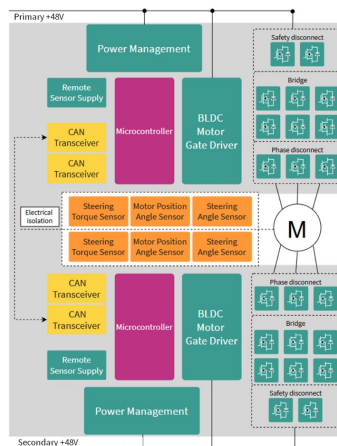 Primary +48V
Power Management
Safety disconnect
Remote
Sensor Supply
Microcontroller
BLDC
Motor
Gate Driver
Bridge
CAN
Transceiver
CAN
Transceiver
Phase disconnect
Electrical
isolation
Steering
Torque Sensor
Motor Position
Angle Sensor
Steering
Angle Sensor
M
Steering
Torque Sensor
Motor Position
Angle Sensor
Steering
Angle Sensor
CAN
Transceiver
CAN
Transceiver
Microcontroller
BLDC
Motor
Gate Driver
Phase disconnect
Bridge
Remote
Sensor Supply
Power Management
Safety disconnect
Secondary +48V